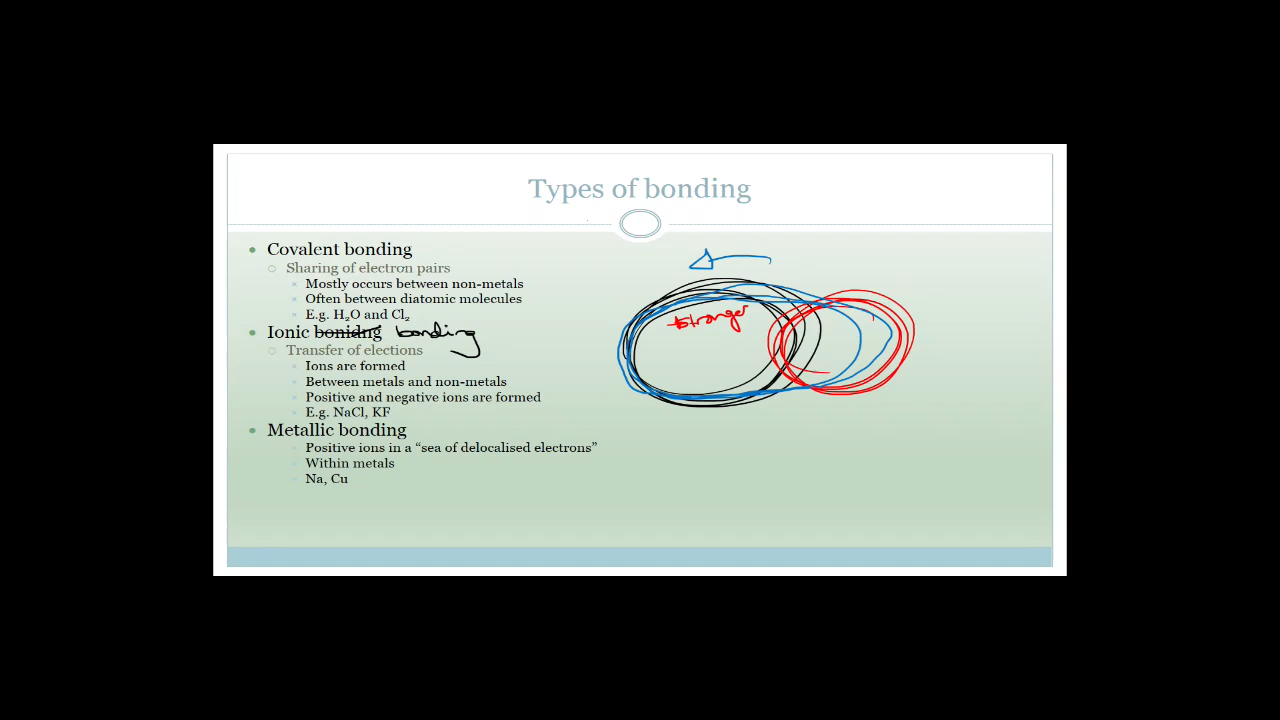 Types of bonding
Covalent bonding
Sharing of electron pairs
Mostly occurs between non-metals
Often between diatomic molecules
E.g. H₂O and Cl₂
Ionic bonidng bonding
Transfer of elections
Ions are formed
Between metals and non-metals
Positive and negative ions are formed
E.g. NaCl, KF
Metallic bonding
Positive ions in a “sea of delocalised electrons”
Within metals
Na, Cu
stronger